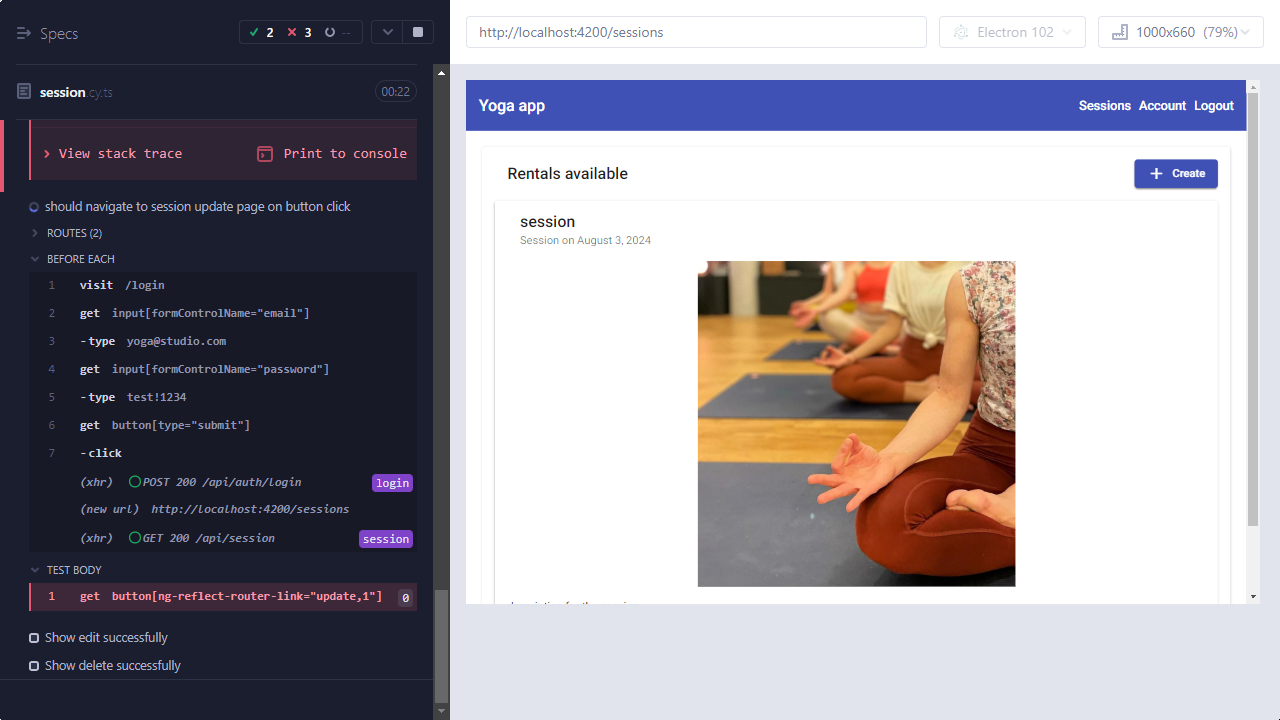 Specs
2
3
--
session.cy.ts
00:22
View stack trace
Print to console
should navigate to session update page on button click
ROUTES (2)
BEFORE EACH
1 visit /login
2 get input[formControlName="email"]
3 -type yoga@studio.com
4 get input[formControlName="password"]
5 -type test!1234
6 get button[type="submit"]
7 -click
(xhr) POST 200 /api/auth/login login
(new url) http://localhost:4200/sessions
(xhr) GET 200 /api/session session
TEST BODY
1 get button[ng-reflect-router-link="update,1"] 0
Show edit successfully
Show delete successfully
http://localhost:4200/sessions
Electron 102
1000x660 (79%)
Yoga app
Sessions Account Logout
Rentals available
Create
session
Session on August 3, 2024